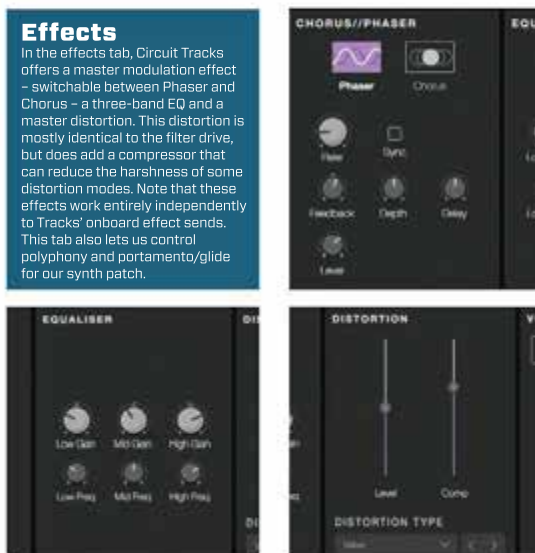 Effects
In the effects tab, Circuit Tracks
offers a master modulation effect
– switchable between Phaser and
Chorus – a three-band EQ and a
master distortion. This distortion is
mostly identical to the filter drive,
but does add a compressor that
can reduce the harshness of some
distortion modes. Note that these
effects work entirely independently
to Tracks’ onboard effect sends.
This tab also lets us control
polyphony and portamento/glide
for our synth patch.
CHORUS//PHASER
EQU
Phaser Chorus
Rate Sync
Feedback Depth Delay
Level
EQUALISER
Low Gain Mid Gain High Gain
Low Freq Mid Freq High Freq
DISTORTION
Level Comp
DISTORTION TYPE